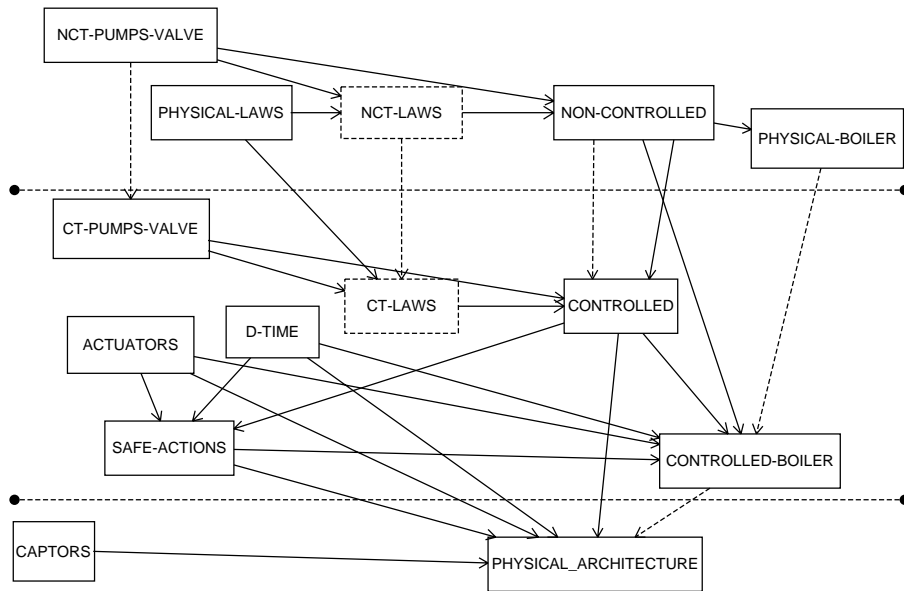 NCT-PUMPS-VALVE
PHYSICAL-LAWS
NCT-LAWS
NON-CONTROLLED
PHYSICAL-BOILER
CT-PUMPS-VALVE
CT-LAWS
CONTROLLED
D-TIME
ACTUATORS
SAFE-ACTIONS
CONTROLLED-BOILER
CAPTORS
PHYSICAL_ARCHITECTURE